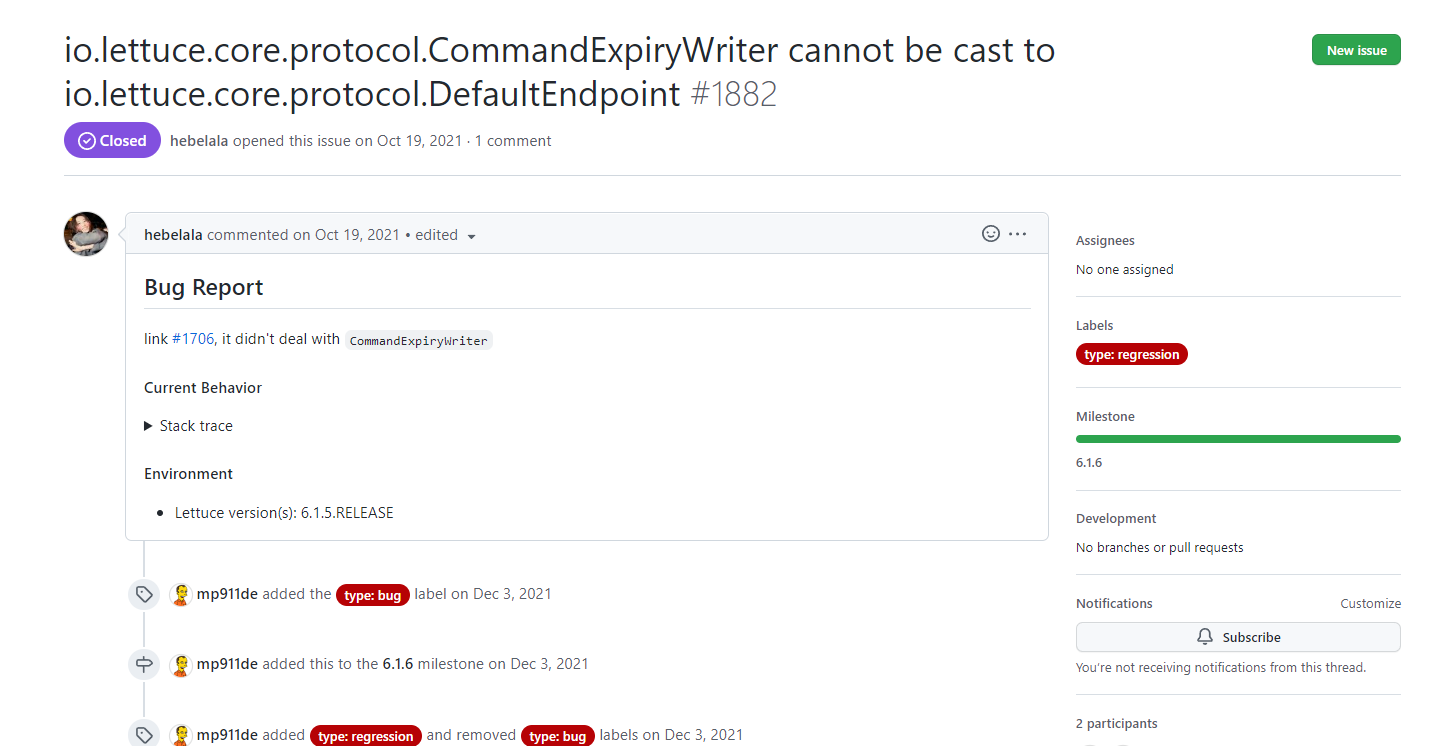 io.lettuce.core.protocol.CommandExpiryWriter cannot be cast to
io.lettuce.core.protocol.DefaultEndpoint #1882
New issue
Closed hebelala opened this issue on Oct 19, 2021 · 1 comment
hebelala commented on Oct 19, 2021 • edited
Bug Report
link #1706, it didn't deal with CommandExpiryWriter
Current Behavior
Stack trace
Environment
• Lettuce version(s): 6.1.5.RELEASE
mp911de added the type: bug label on Dec 3, 2021
mp911de added this to the 6.1.6 milestone on Dec 3, 2021
mp911de added type: regression and removed type: bug labels on Dec 3, 2021
Assignees
No one assigned
Labels
type: regression
Milestone
6.1.6
Development
No branches or pull requests
Notifications Customize
Subscribe
You're not receiving notifications from this thread.
2 participants